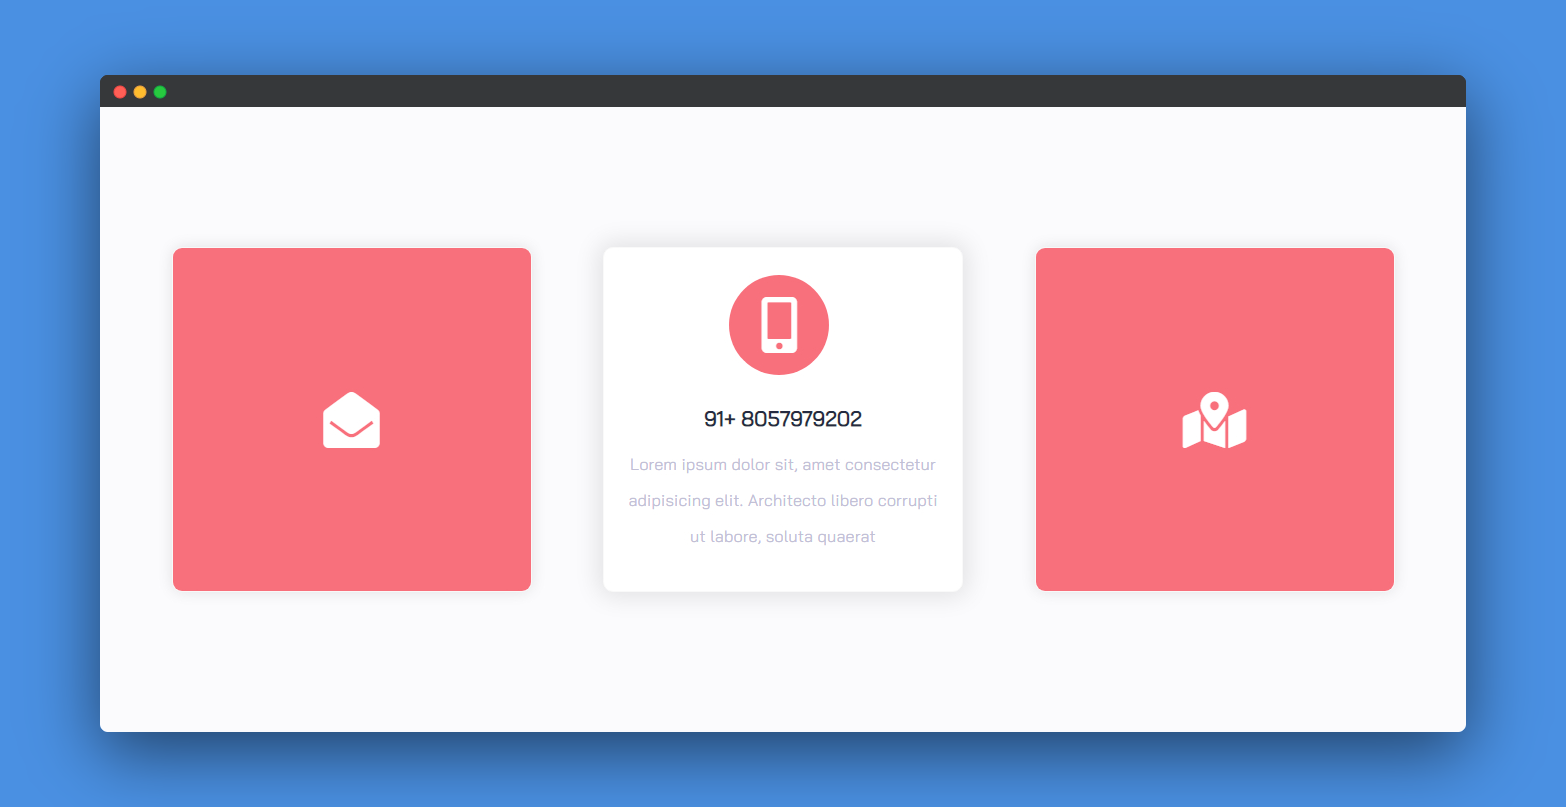 91+ 8057979202
Lorem ipsum dolor sit, amet consectetur
adipisicing elit. Architecto libero corrupti
ut labore, soluta quaerat